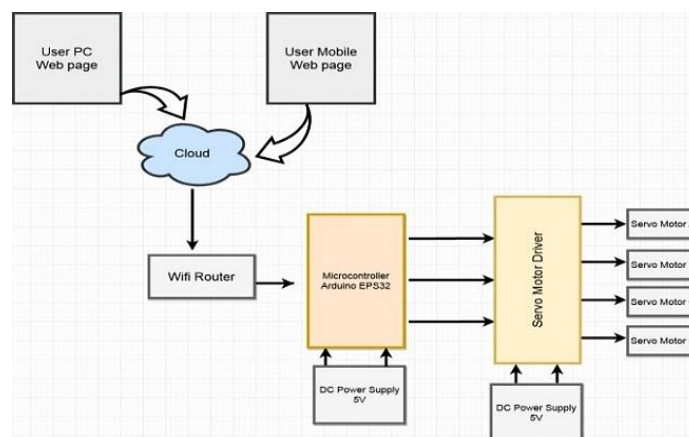 User PC
Web page
User Mobile
Web page
Cloud
Wifi Router
Microcontroller
Arduino EPS32
Servo Motor Driver
Servo Motor
Servo Motor
Servo Motor
Servo Motor
DC Power Supply
5V
DC Power Supply
5V